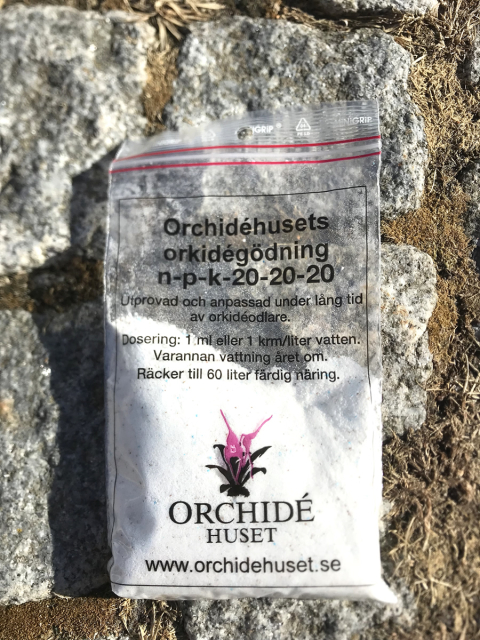 UNIGRIP
Orchidéhusets
orkidégödning
n-p-k-20-20-20
Utprovad och anpassad under lång tid
av orkidéodlare.
Dosering: 1 ml eller 1 krm/liter vatten.
Varannan vattning året om.
Räcker till 60 liter färdig näring.
ORCHIDÉ
HUSET
www.orchidehuset.se